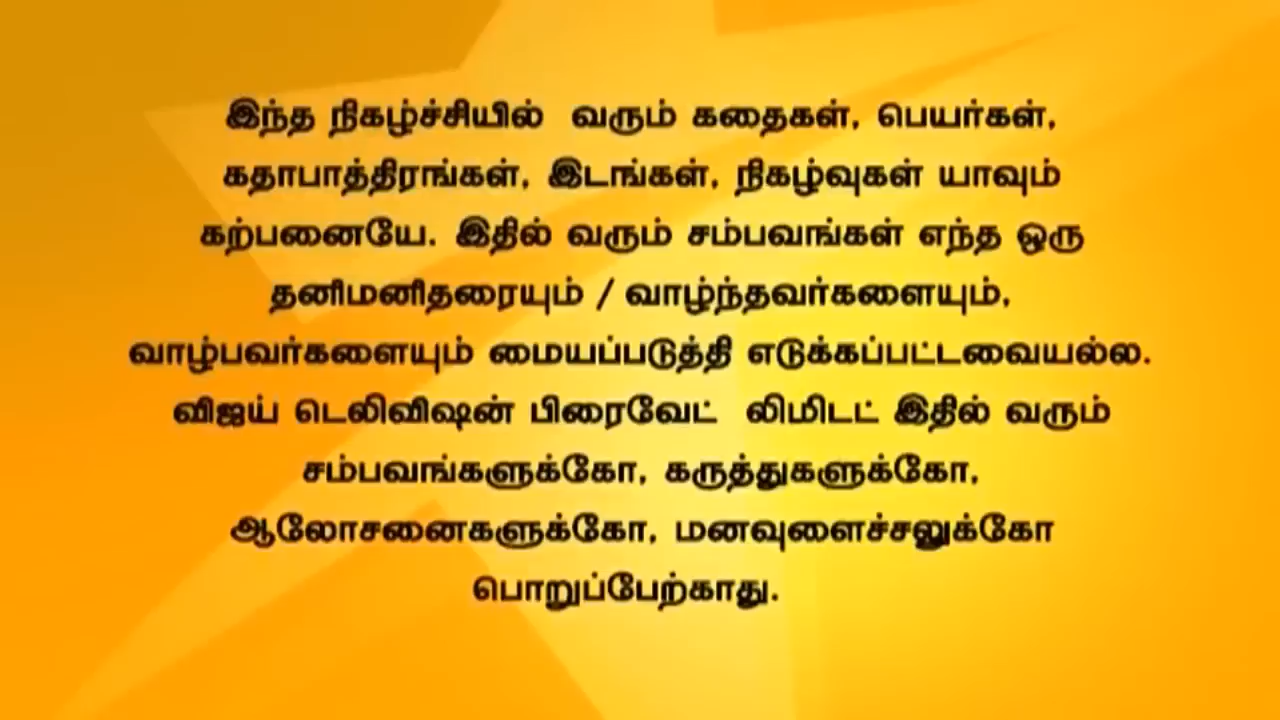 இந்த நிகழ்ச்சியில் வரும் கதைகள், பெயர்கள்,
கதாபாத்திரங்கள், இடங்கள், நிகழ்வுகள் யாவும்
கற்பனையே. இதில் வரும் சம்பவங்கள் எந்த ஒரு
தனிமனிதரையும் / வாழ்ந்தவர்களையும்,
வாழ்பவர்களையும் மையப்படுத்தி எடுக்கப்பட்டவையல்ல.
விஜய் டெலிவிஷன் பிரைவேட் லிமிடட் இதில் வரும்
சம்பவங்களுக்கோ, கருத்துகளுக்கோ,
ஆலோசனைகளுக்கோ, மனவுளைச்சலுக்கோ
பொறுப்பேற்காது.